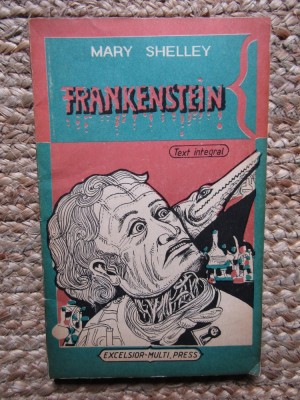 MARY SHELLEY
FRANKENSTEIN
Text integral
EXCELSIOR-MULTI PRESS